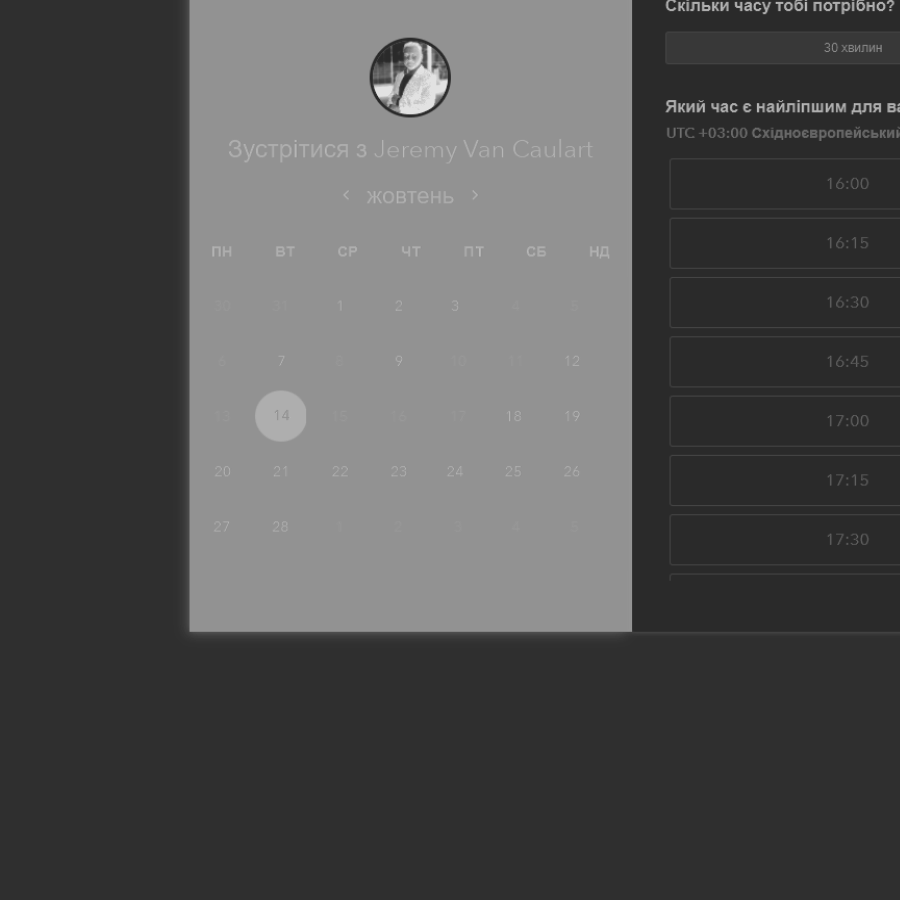 Зустрітися з Jeremy Van Caulart
жовтень
ПН ВТ СР ЧТ ПТ СБ НД
30 31 1 2 3 4 5
6 7 8 9 10 11 12
13 14 15 16 17 18 19
20 21 22 23 24 25 26
27 28 1 2 3 4 5
Скільки часу тобі потрібно?
30 хвилин
Який час є найліпшим для
UTC +03:00 Східноєвропейський
16:00
16:15
16:30
16:45
17:00
17:15
17:30